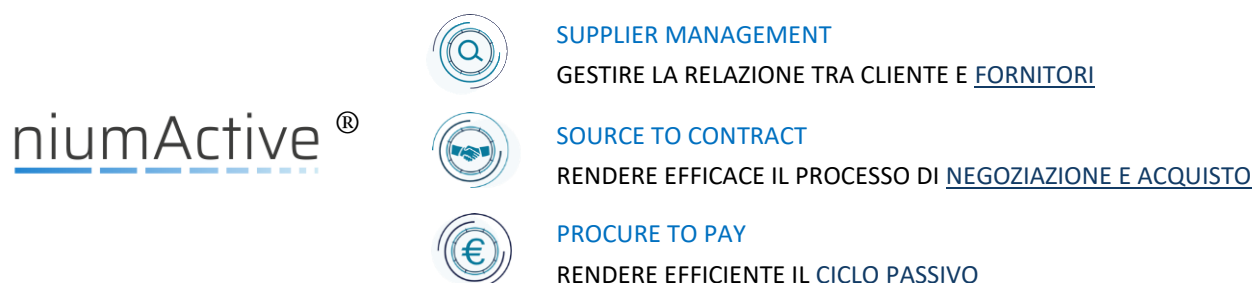 niumActive ®
SUPPLIER MANAGEMENT
GESTIRE LA RELAZIONE TRA CLIENTE E FORNITORI
SOURCE TO CONTRACT
RENDERE EFFICACE IL PROCESSO DI NEGOZIAZIONE E ACQUISTO
€
PROCURE TO PAY
RENDERE EFFICIENTE IL CICLO PASSIVO